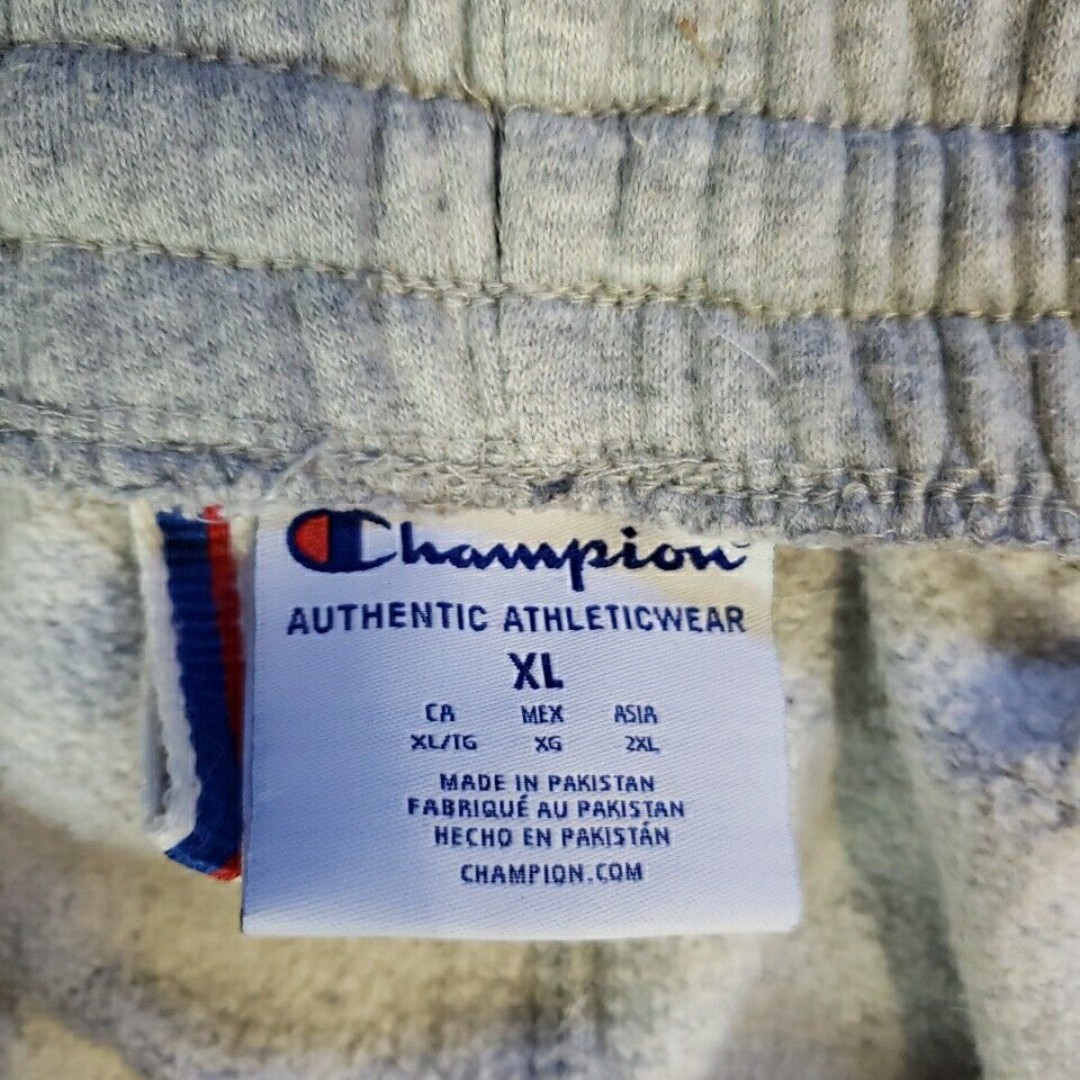 Champion
AUTHENTIC ATHLETICWEAR
XL
CA MEX ASIA
XL/TG XG 2XL
MADE IN PAKISTAN
FABRIQUÉ AU PAKISTAN
HECHO EN PAKISTÁN
CHAMPION.COM